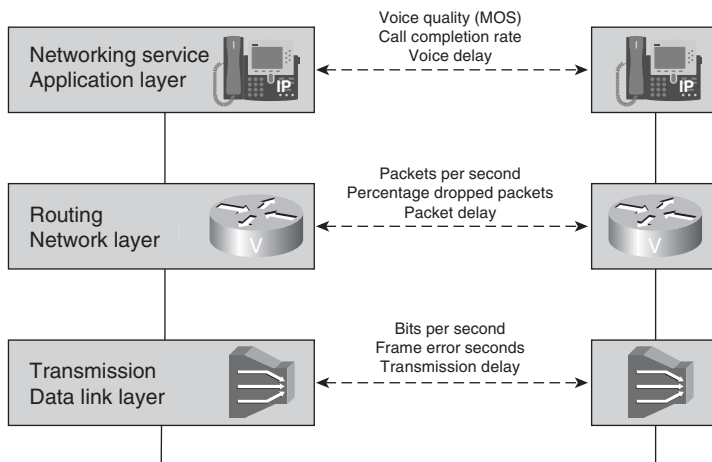 Voice quality (MOS)
Call completion rate
Voice delay
Networking service
Application layer
IP
IP
Packets per second
Percentage dropped packets
Packet delay
Routing
Network layer
V
V
Bits per second
Frame error seconds
Transmission delay
Transmission
Data link layer